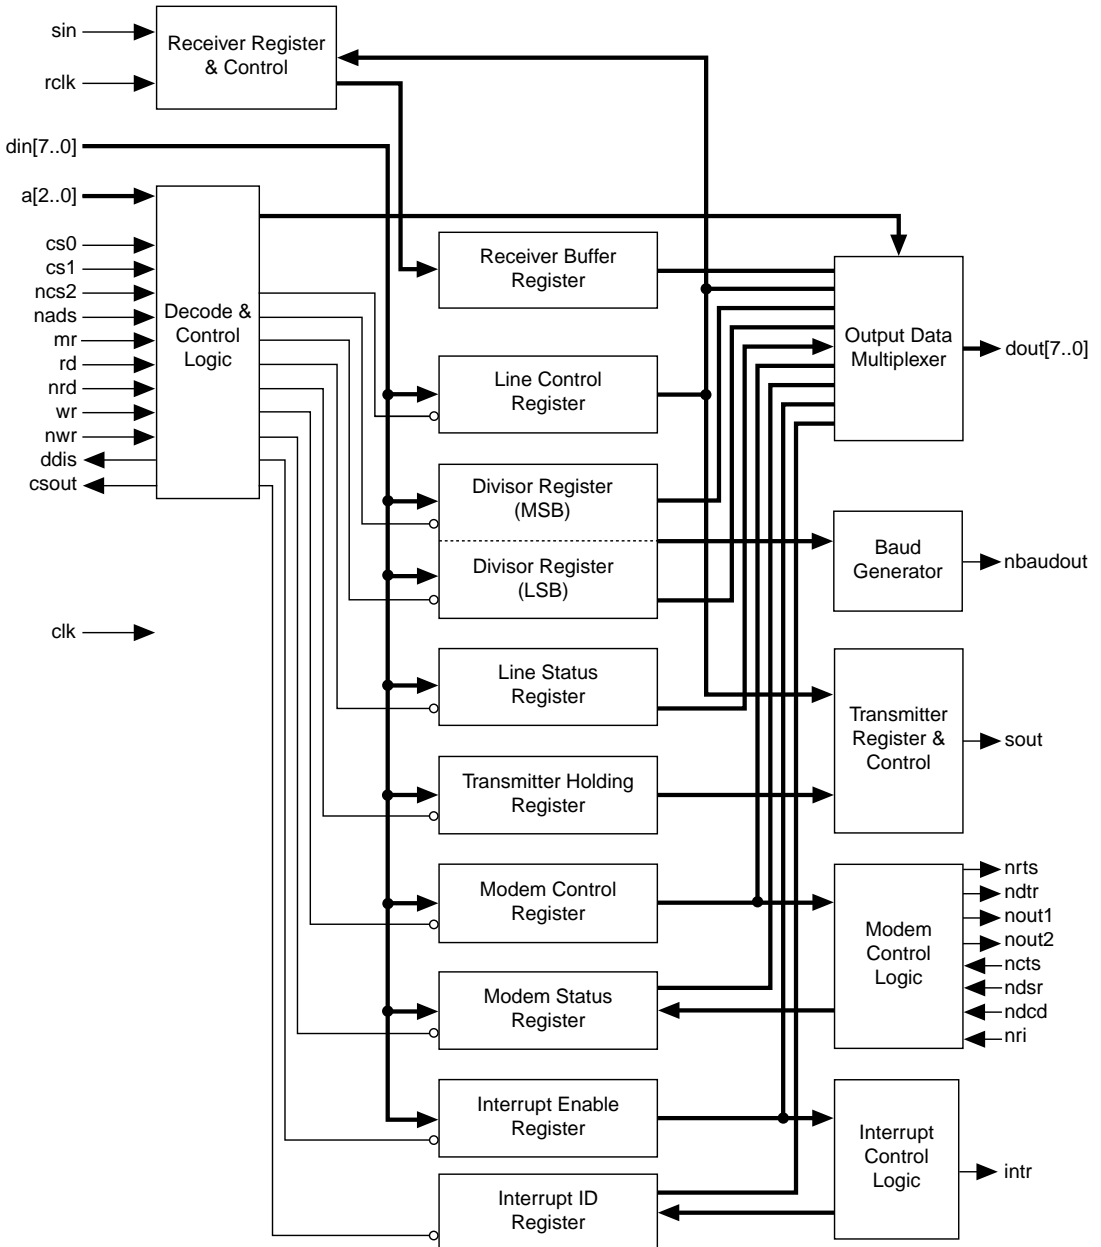 sin
rclk
Receiver Register
& Control
din[7..0]
a[2..0]
cs0
cs1
ncs2
nads
mr
rd
nrd
wr
nwr
ddis
csout
Decode &
Control
Logic
clk
Receiver Buffer
Register
Line Control
Register
Divisor Register
(MSB)
Divisor Register
(LSB)
Line Status
Register
Transmitter Holding
Register
Modem Control
Register
Modem Status
Register
Interrupt Enable
Register
Interrupt ID
Register
Output Data
Multiplexer
dout[7..0]
Baud
Generator
nbaudout
Transmitter
Register &
Control
sout
Modem
Control
Logic
nrts
ndtr
nout1
nout2
ncts
ndsr
ndcd
nri
Interrupt
Control
Logic
intr